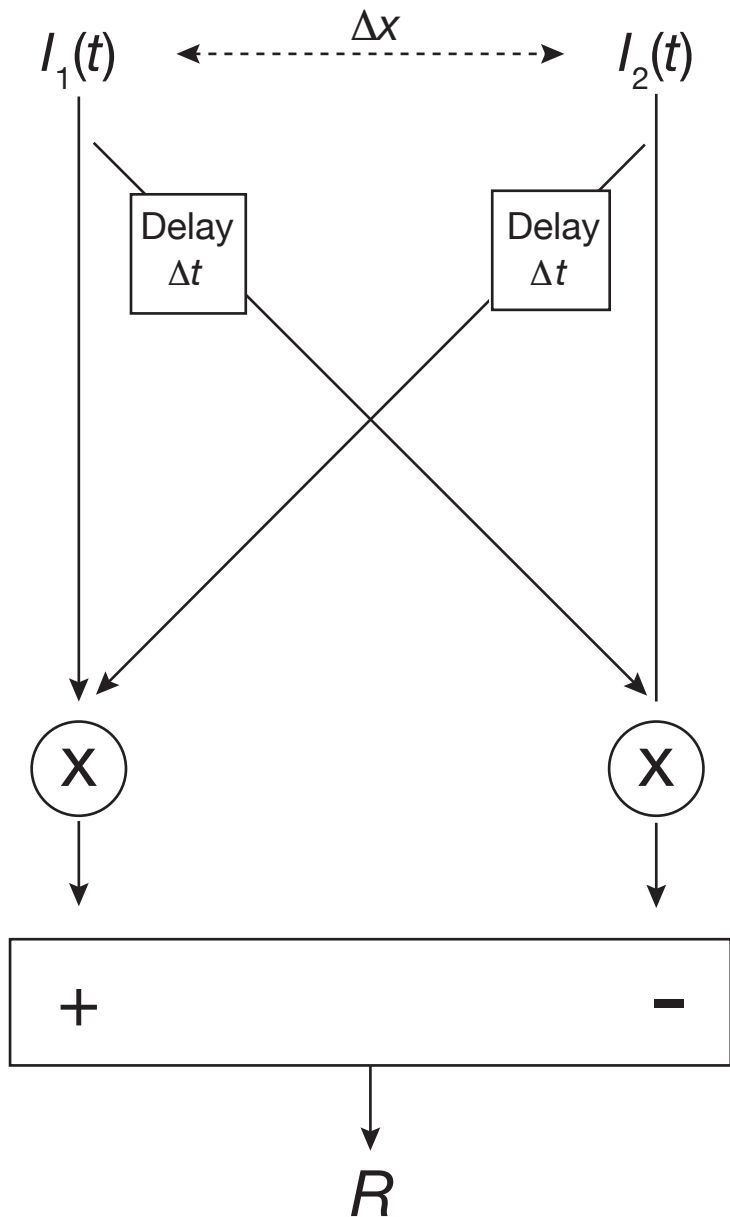 Δx
I₁(t) I₂(t)
Delay Delay
Δt Δt
X X
+ -
R